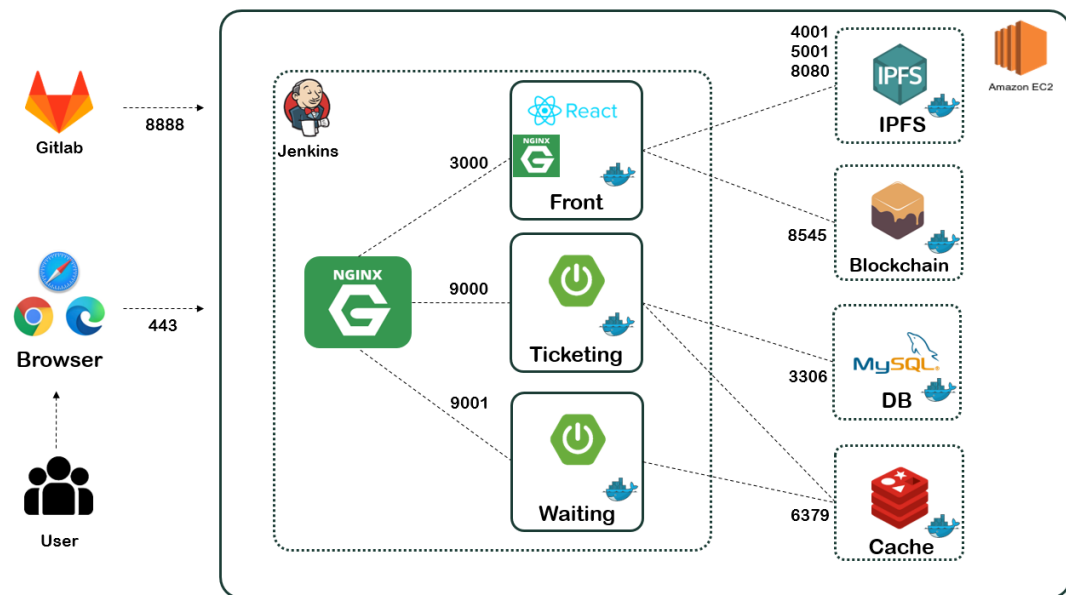 4001
5001
8080
IPFS
IPFS
Amazon EC2
Gitlab
8888
Jenkins
React
NGINX
Front
3000
8545
Blockchain
NGINX
9000
Ticketing
Browser
443
MySQL®
3306
DB
9001
Waiting
6379
Cache
User